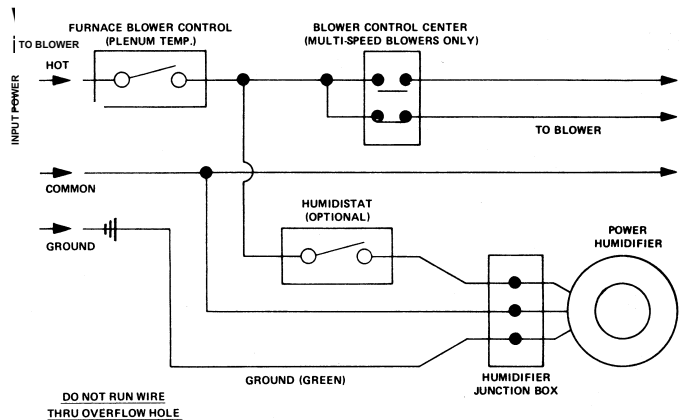 FURNACE BLOWER CONTROL
(PLENUM TEMP.)
BLOWER CONTROL CENTER
(MULTI-SPEED BLOWERS ONLY)
TO BLOWER
HOT
INPUT POWER
TO BLOWER
COMMON
HUMIDISTAT
(OPTIONAL)
GROUND
POWER
HUMIDIFIER
GROUND (GREEN)
HUMIDIFIER
JUNCTION BOX
DO NOT RUN WIRE
THRU OVERFLOW HOLE